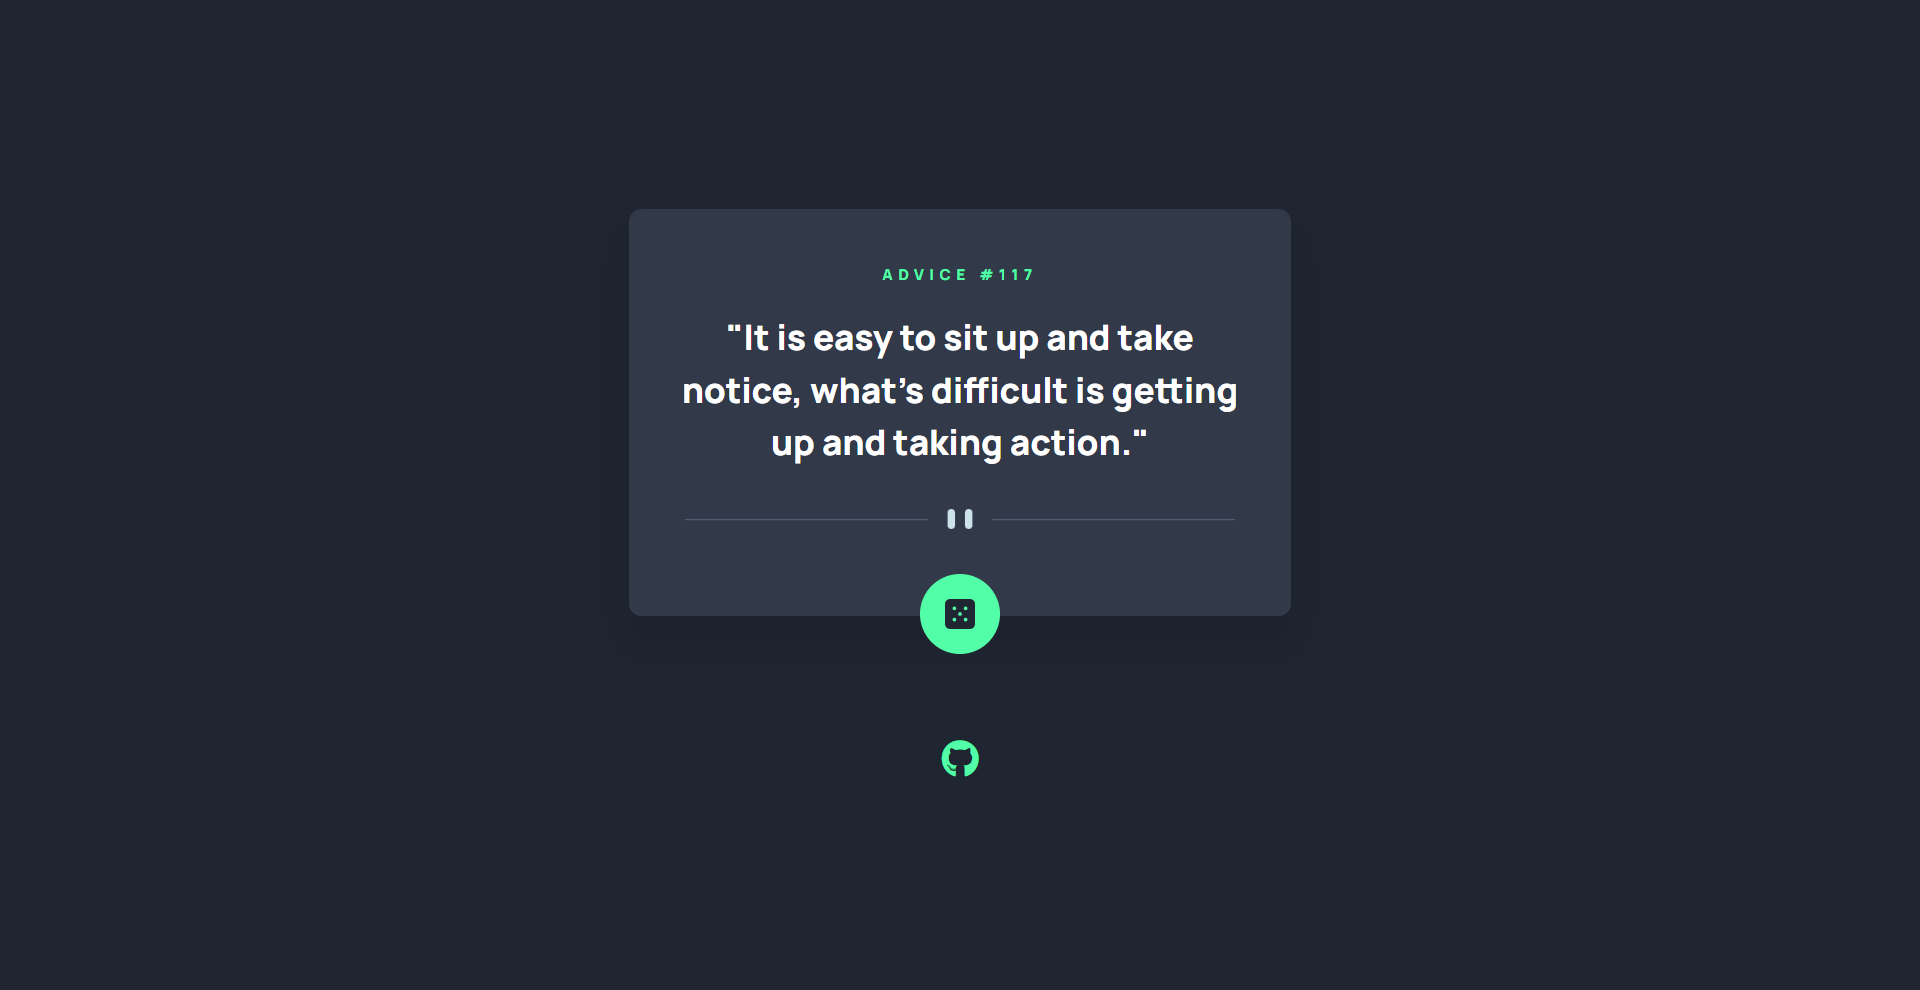 ADVICE #117
"It is easy to sit up and take
notice, what's difficult is getting
up and taking action."